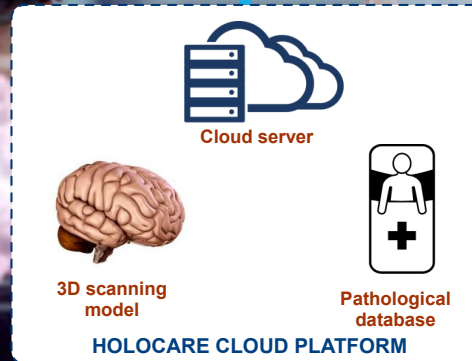 Cloud server
3D scanning
model
Pathological
database
HOLOCARE CLOUD PLATFORM